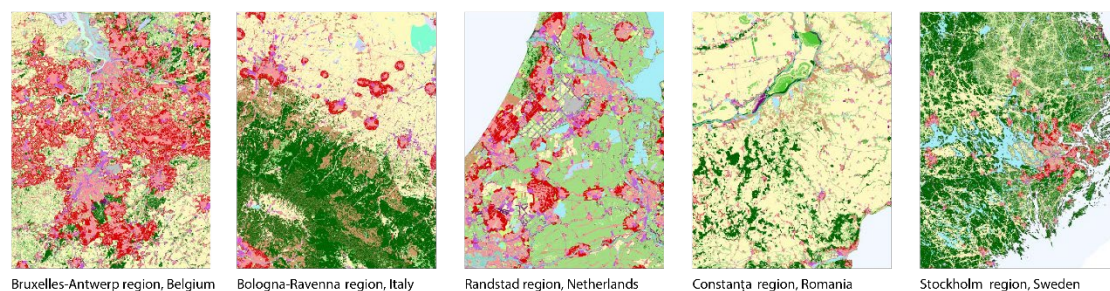 Bruxelles-Antwerp region, Belgium
Bologna-Ravenna region, Italy
Randstad region, Netherlands
Constanța region, Romania
Stockholm region, Sweden